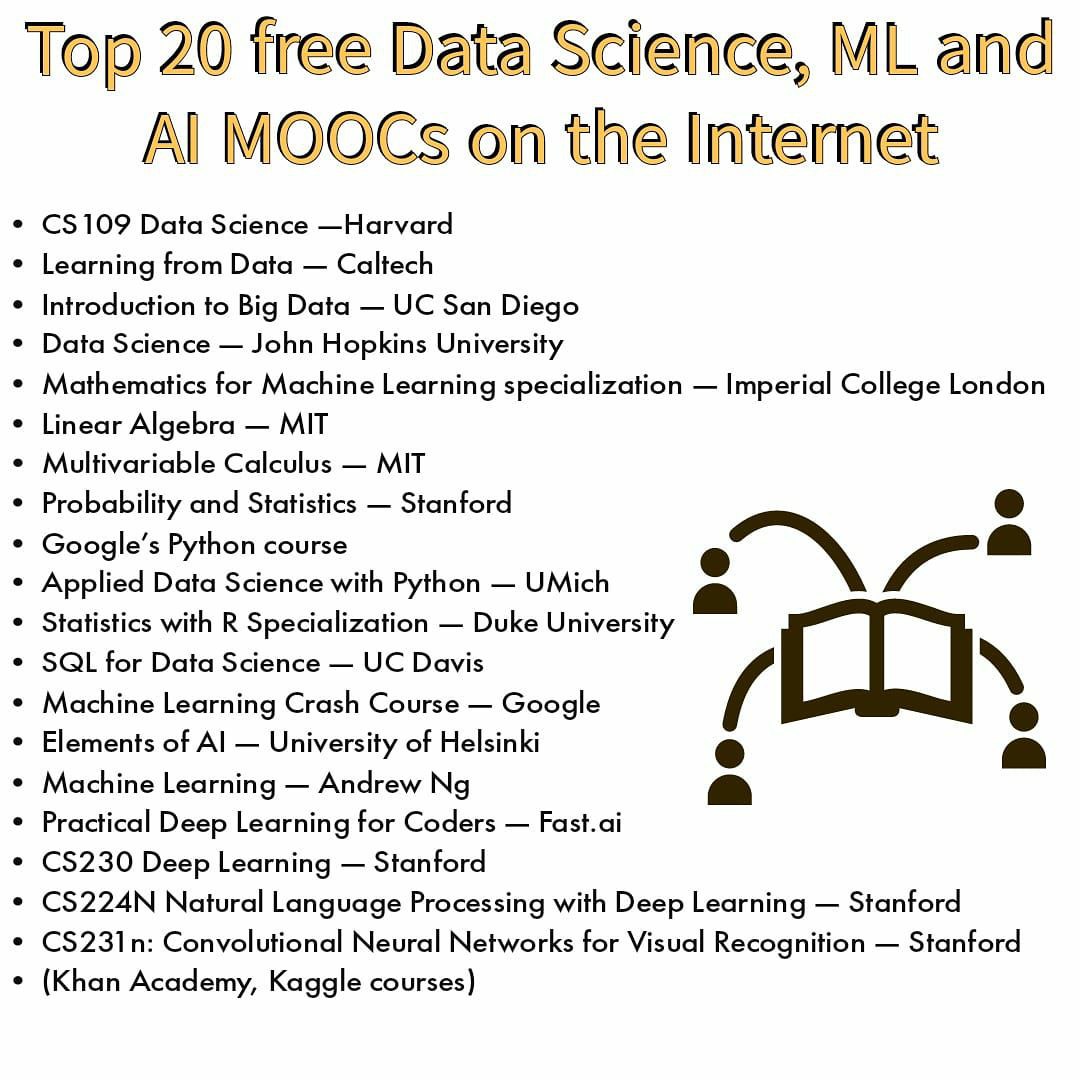 Top 20 free Data Science, ML and
AI MOOCs on the Internet
• CS109 Data Science —Harvard
• Learning from Data — Caltech
• Introduction to Big Data — UC San Diego
• Data Science — John Hopkins University
• Mathematics for Machine Learning specialization — Imperial College London
• Linear Algebra — MIT
• Multivariable Calculus — MIT
• Probability and Statistics — Stanford
• Google’s Python course
• Applied Data Science with Python — UMich
• Statistics with R Specialization — Duke University
• SQL for Data Science — UC Davis
• Machine Learning Crash Course — Google
• Elements of AI — University of Helsinki
• Machine Learning — Andrew Ng
• Practical Deep Learning for Coders — Fast.ai
• CS230 Deep Learning — Stanford
• CS224N Natural Language Processing with Deep Learning — Stanford
• CS231n: Convolutional Neural Networks for Visual Recognition — Stanford
• (Khan Academy, Kaggle courses)